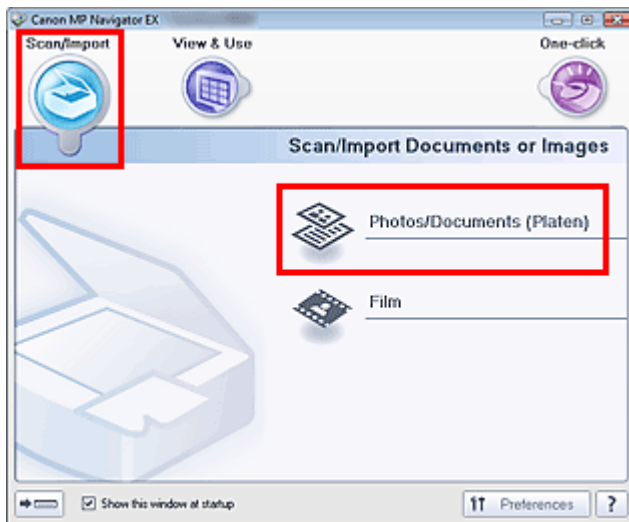 Canon MP Navigator EX
Scan/Import
View & Use
One-click
Scan/Import Documents or Images
Photos/Documents (Platen)
Film
Show this window at startup
Preferences
?